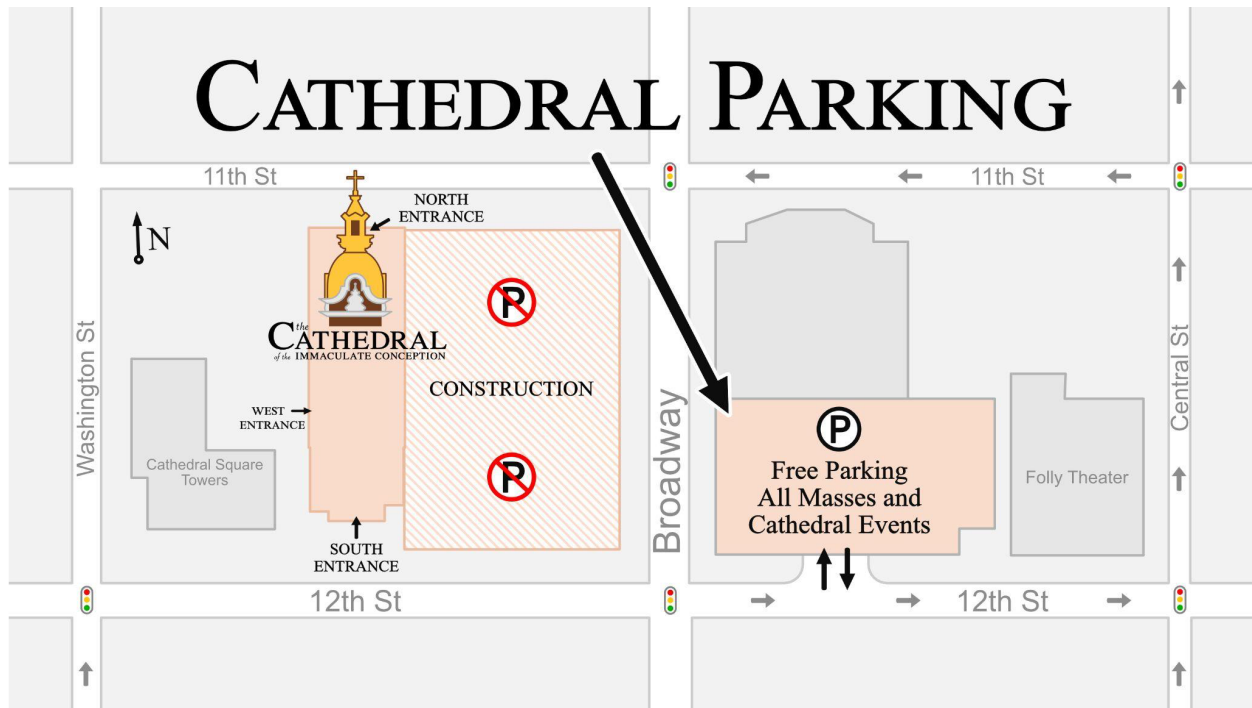 CATHEDRAL PARKING
11th St
11th St
N
NORTH
ENTRANCE
P
the
CATHEDRAL
of the IMMACULATE CONCEPTION
CONSTRUCTION
WEST
ENTRANCE
Washington St
Cathedral Square
Towers
P
SOUTH
ENTRANCE
Broadway
P
Free Parking
All Masses and
Cathedral Events
Folly Theater
Central St
12th St
12th St